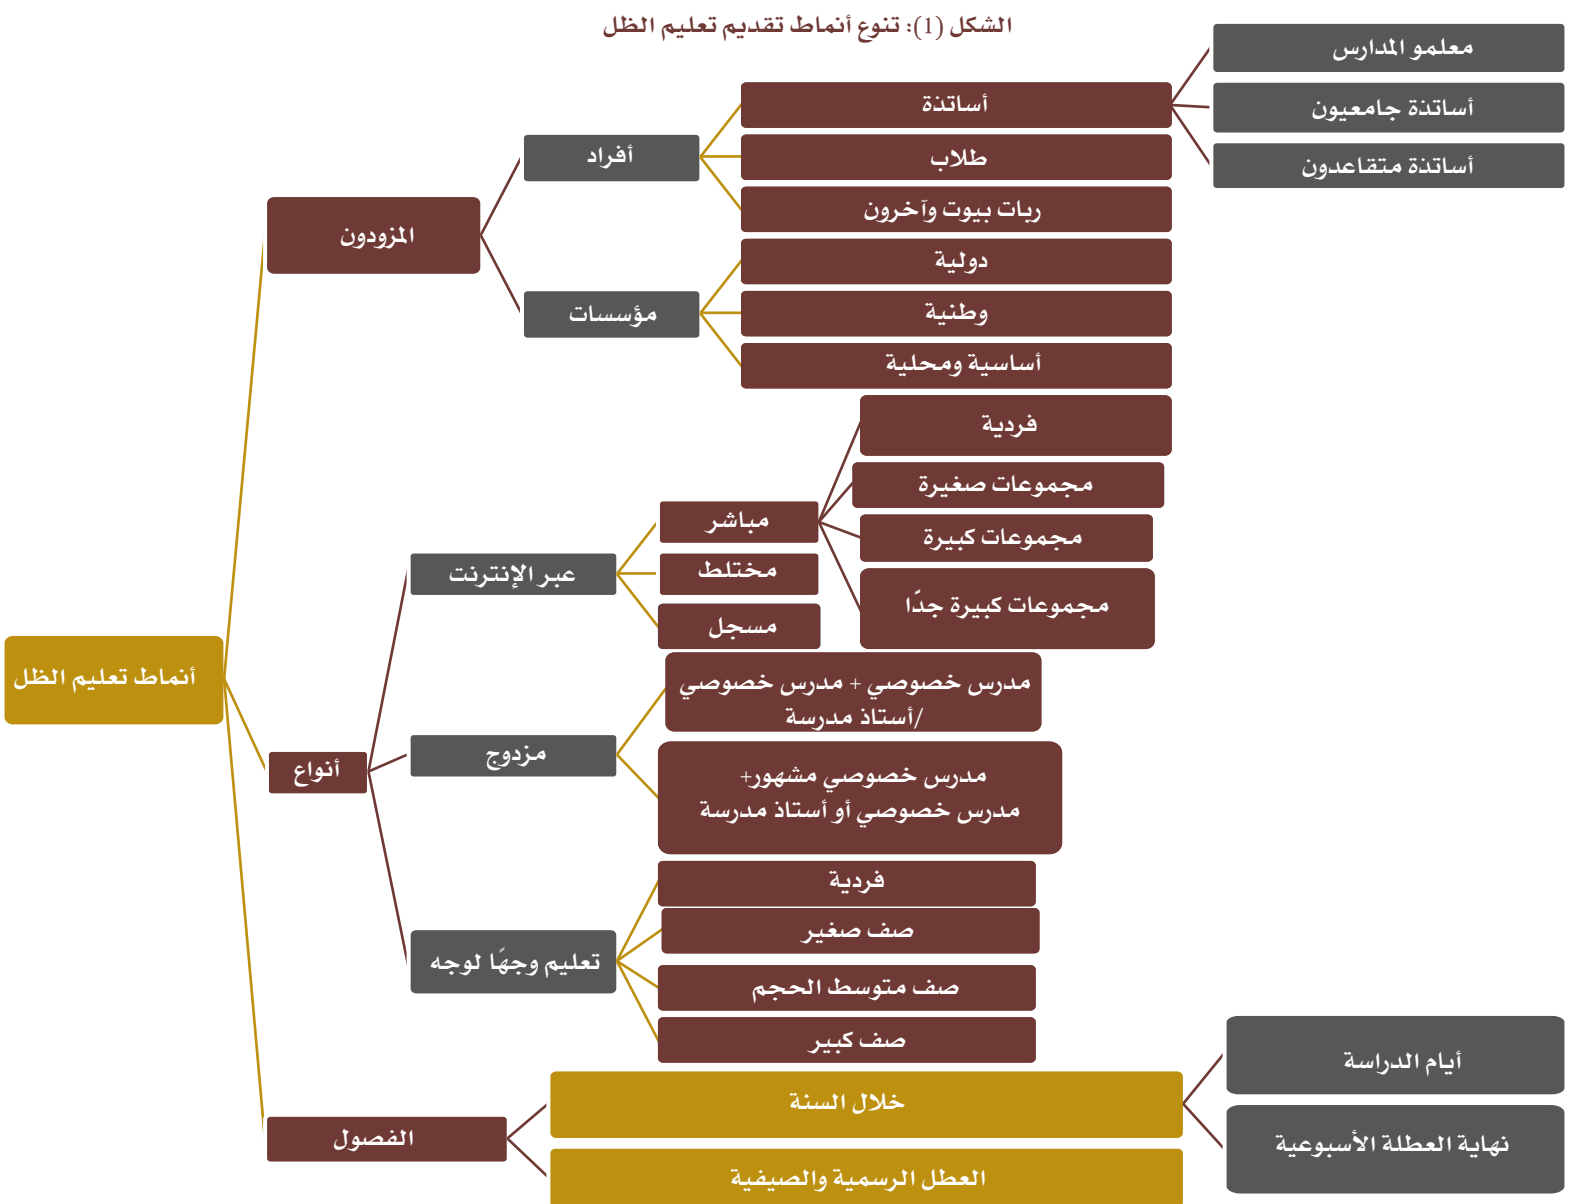 الشكل (1): تنوع أنماط تقديم تعليم الظل
أنماط تعليم الظل
المزودون
أفراد
أساتذة
معلمو المدارس
أساتذة جامعيون
أساتذة متقاعدون
طلاب
ربات بيوت وآخرون
مؤسسات
دولية
وطنية
أساسية ومحلية
أنواع
عبر الإنترنت
مباشر
فردية
مجموعات صغيرة
مجموعات كبيرة
مجموعات كبيرة جدًا
مختلط
مسجل
مزدوج
مدرس خصوصي + مدرس خصوصي
/أستاذ مدرسة
مدرس خصوصي مشهور+
مدرس خصوصي أو أستاذ مدرسة
تعليم وجهًا لوجه
فردية
صف صغير
صف متوسط الحجم
صف كبير
الفصول
خلال السنة
أيام الدراسة
نهاية العطلة الأسبوعية
العطل الرسمية والصيفية